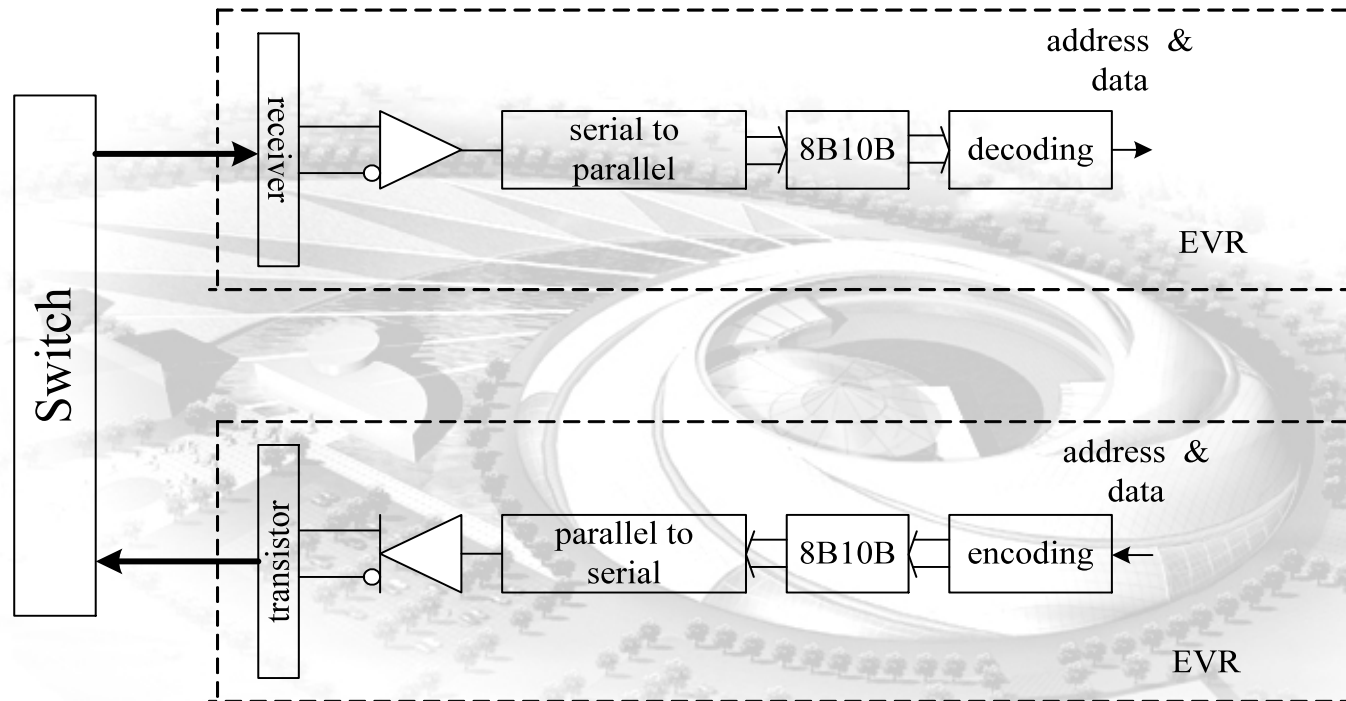 address &
data
receiver
serial to
parallel
8B10B
decoding
EVR
Switch
address &
data
transistor
parallel to
serial
8B10B
encoding
EVR